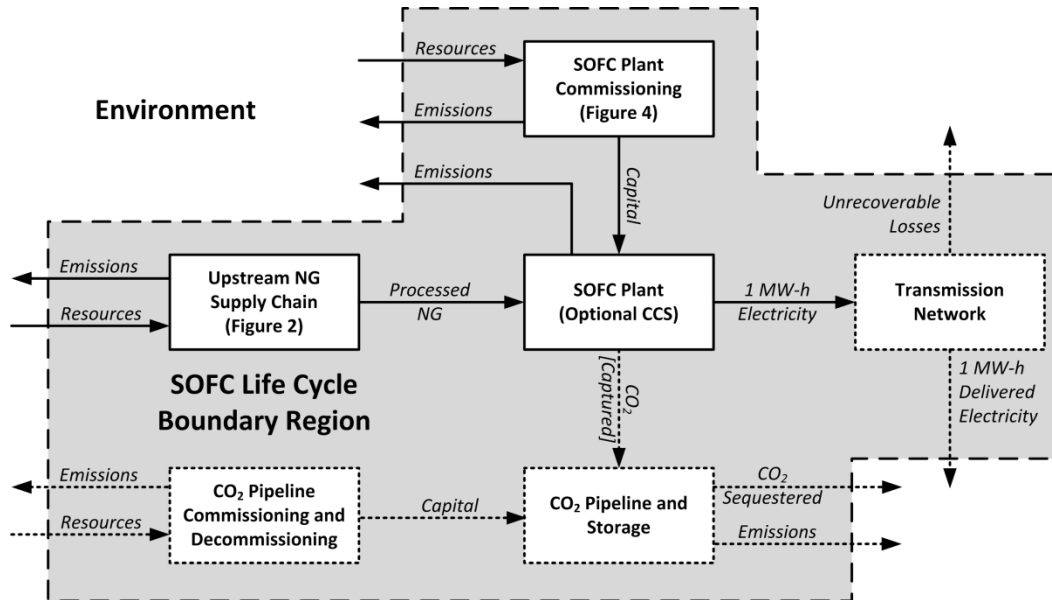 Resources
SOFC Plant
Commissioning
(Figure 4)
Environment
Emissions
Emissions
Capital
Unrecoverable
Losses
Emissions
Resources
Upstream NG
Supply Chain
(Figure 2)
Processed
NG
SOFC Plant
(Optional CCS)
1 MW-h
Electricity
Transmission
Network
SOFC Life Cycle
Boundary Region
CO₂
[Captured]
1 MW-h
Delivered
Electricity
Emissions
Resources
CO₂ Pipeline
Commissioning and
Decommissioning
Capital
CO₂ Pipeline and
Storage
CO₂
Sequestered
Emissions